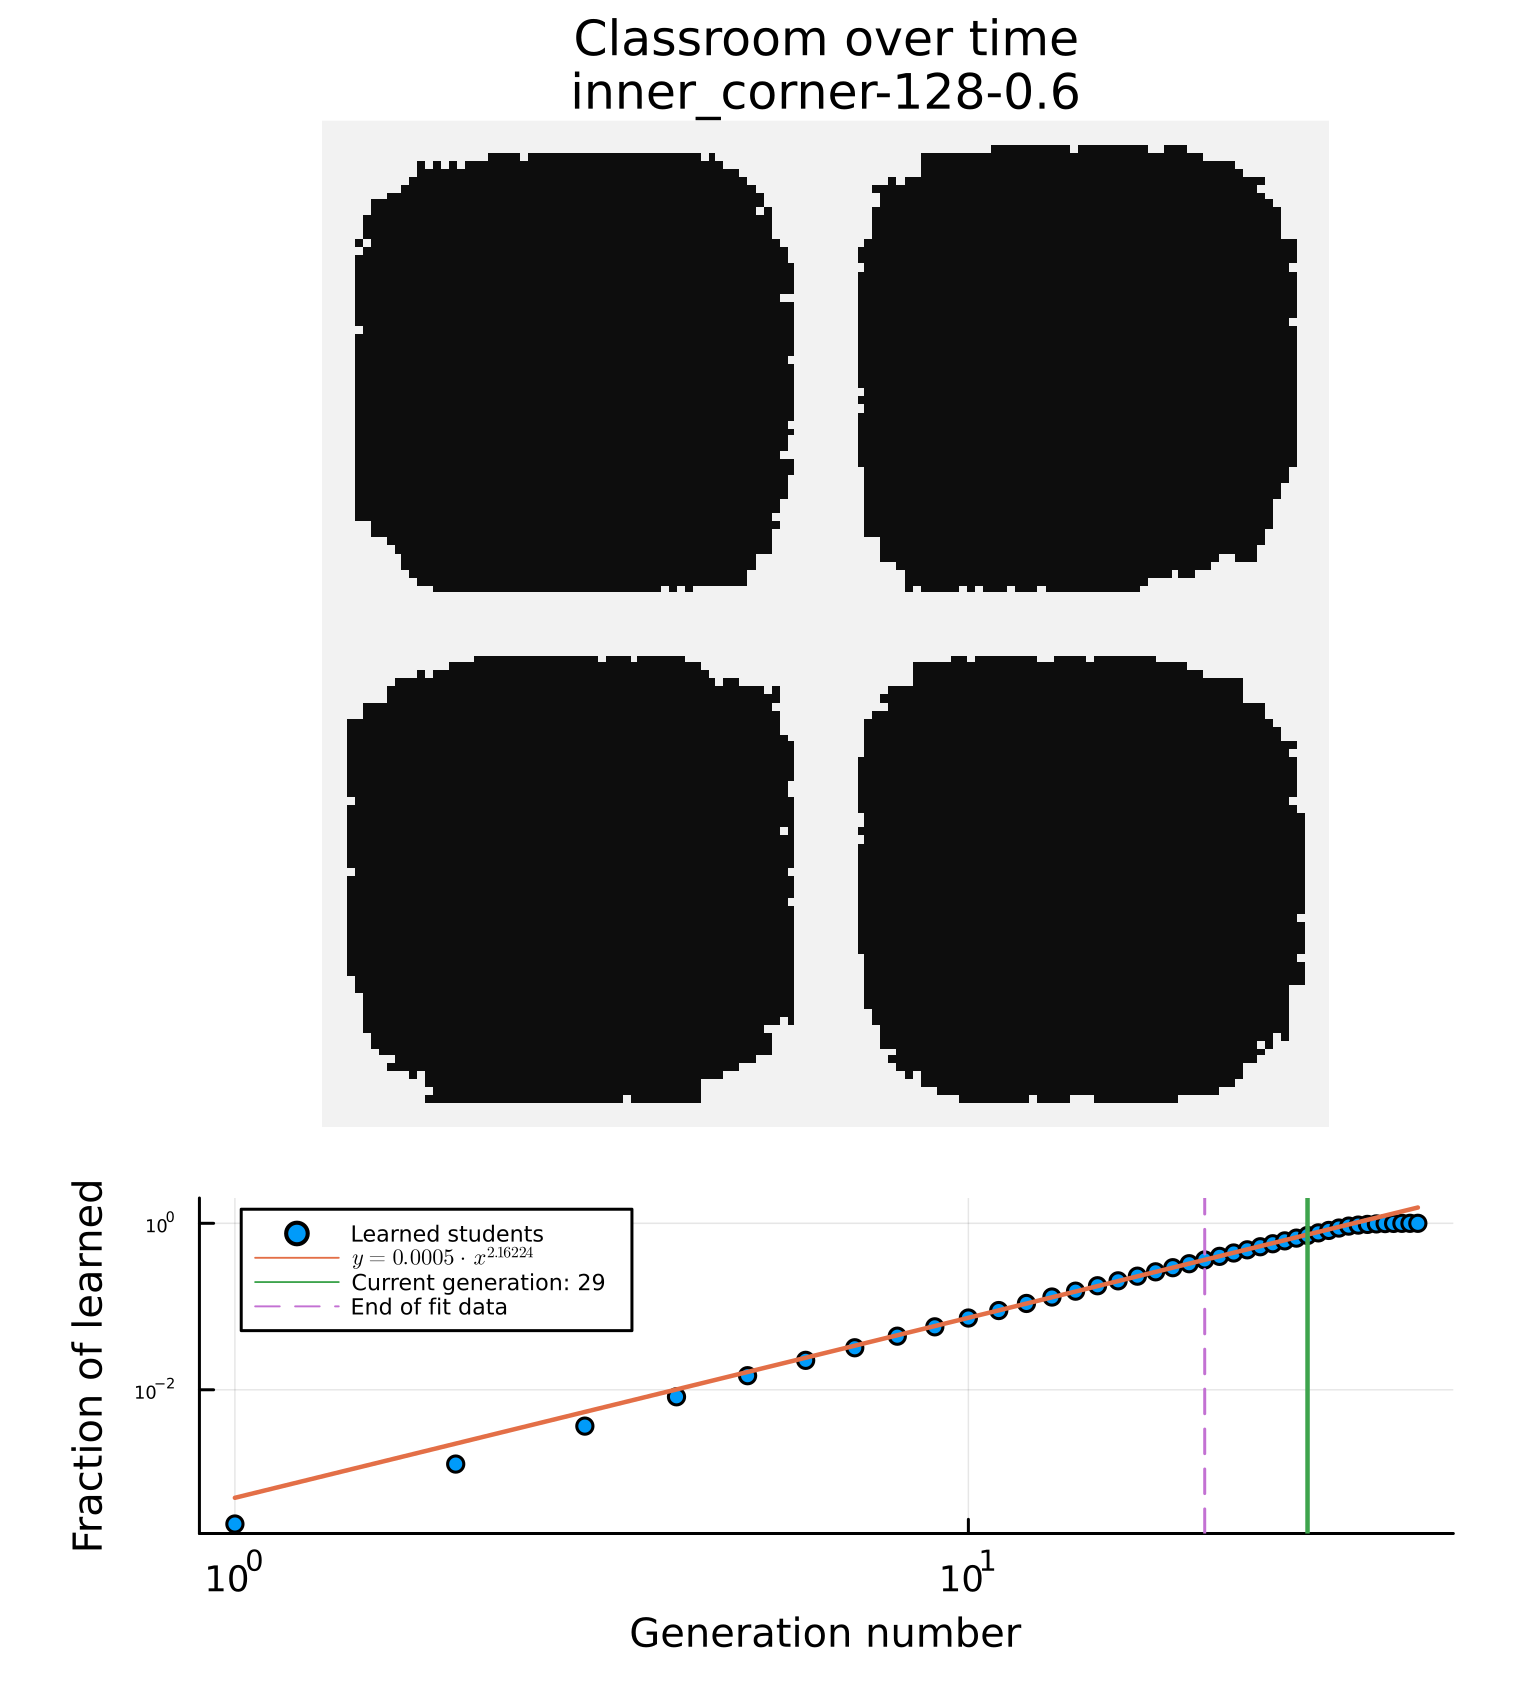 Classroom over time
inner_corner-128-0.6
Fraction of learned
10^0
10^-2
Learned students
y = 0.0005 · x^2.16224
Current generation: 29
End of fit data
10^0
10^1
Generation number